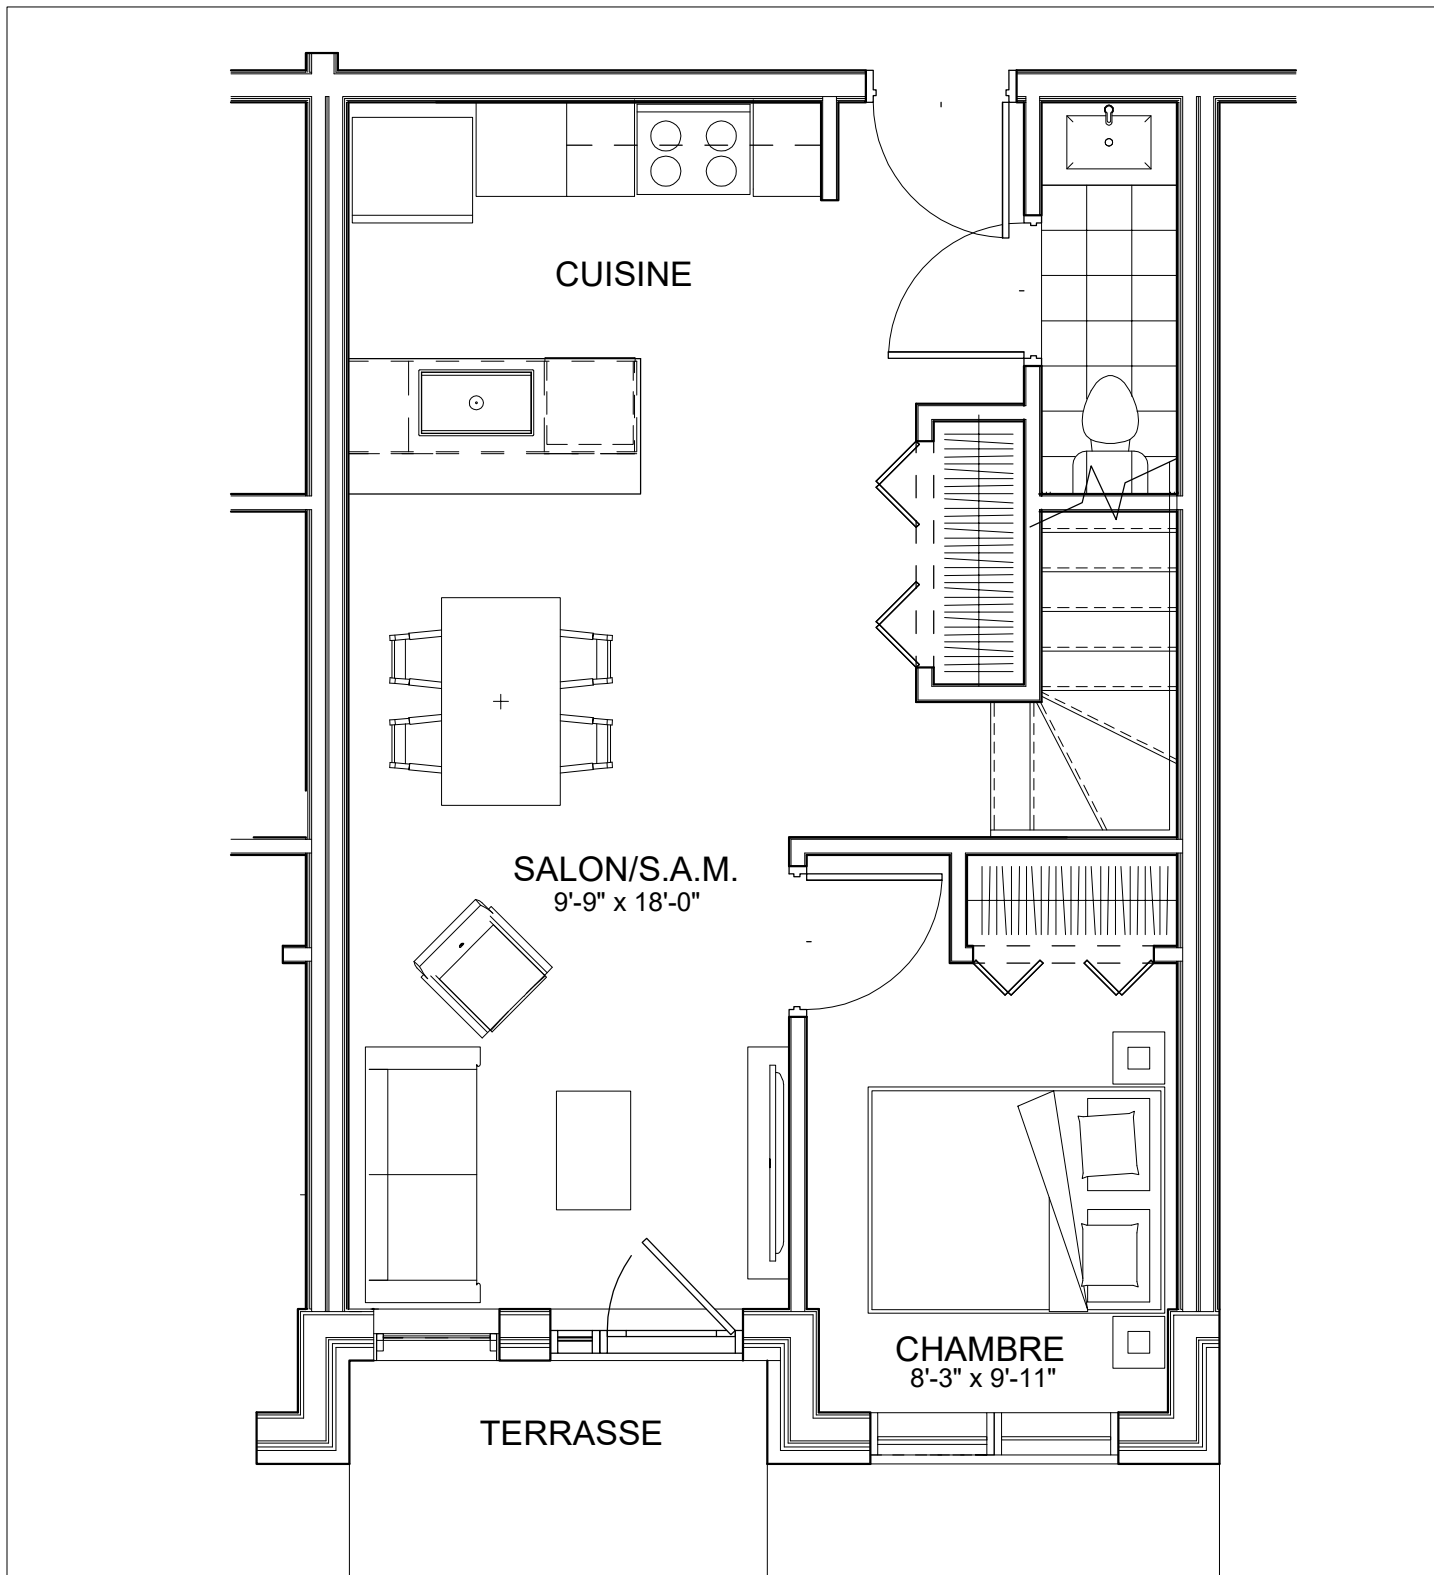 CUISINE
SALON/S.A.M.
9'-9" x 18'-0"
CHAMBRE
8'-3" x 9'-11"
TERRASSE